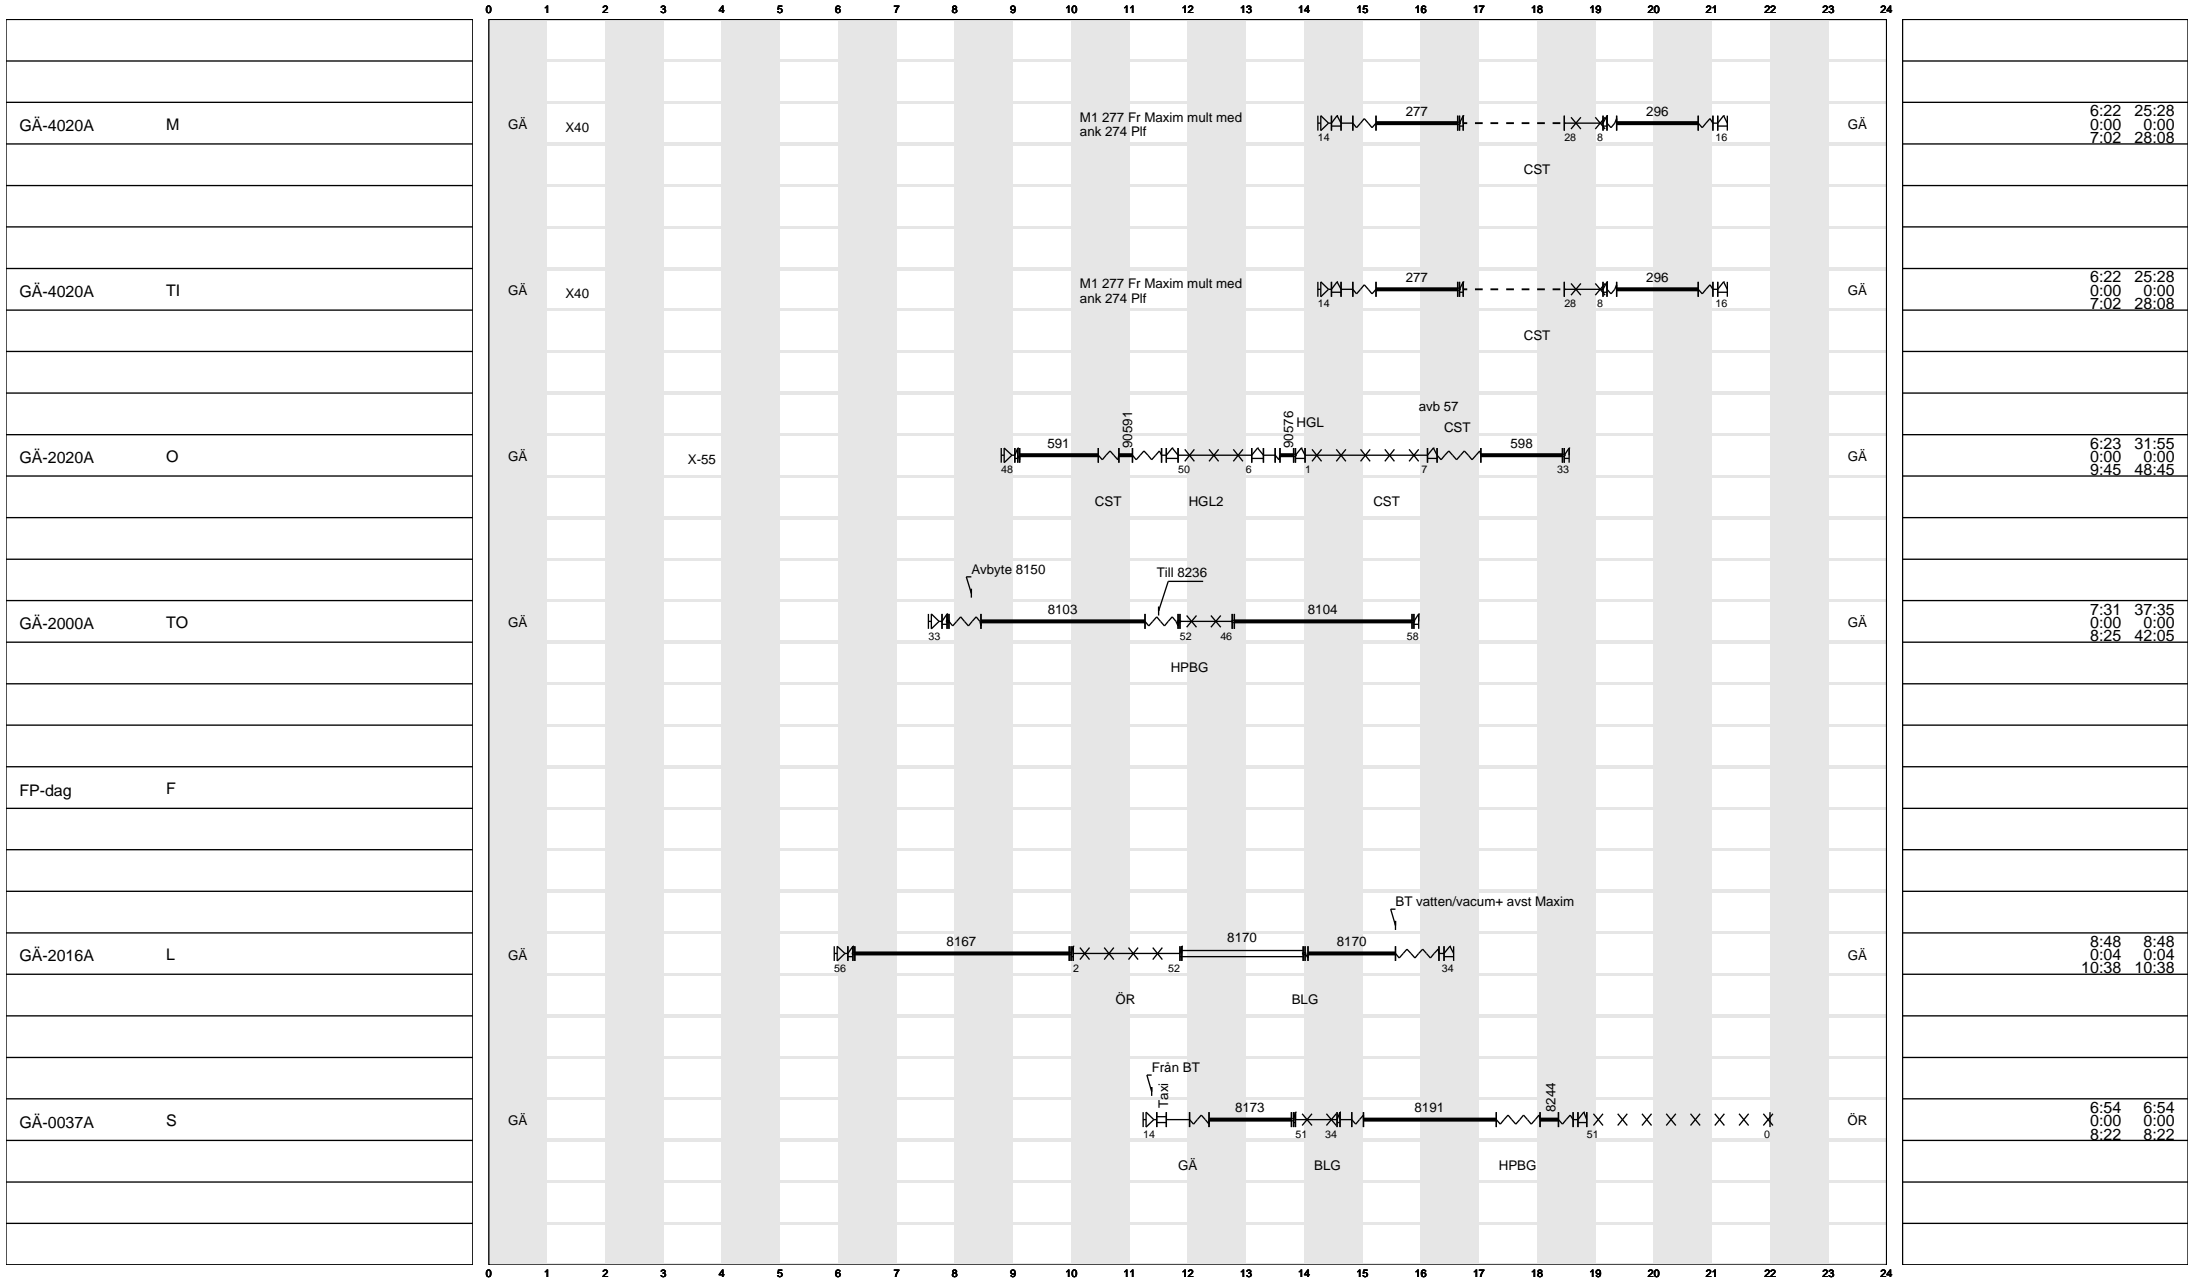 0 1 2 3 4 5 6 7 8 9 10 11 12 13 14 15 16 17 18 19 20 21 22 23 24
GÄ-4020A M GÄ X40 M1 277 Fr Maxim mult med 277 296 GÄ 6:22 25:28
ank 274 Plf 0:00 0:00
14 28 8 16 7:02 28:08
CST
GÄ-4020A TI GÄ X40 M1 277 Fr Maxim mult med 277 296 GÄ 6:22 25:28
ank 274 Plf 0:00 0:00
14 28 8 16 7:02 28:08
CST
avb 57
HGL CST
GÄ-2020A O GÄ X-55 591 90591 90576 598 GÄ 6:23 31:55
0:00 0:00
48 50 6 1 7 33 9:45 48:45
CST HGL2 CST
Avbyte 8150 Till 8236
GÄ-2000A TO GÄ 8103 8104 GÄ 7:31 37:35
0:00 0:00
33 52 46 58 8:25 42:05
HPBG
FP-dag F
BT vatten/vacum+ avst Maxim
GÄ-2016A L GÄ 8167 8170 8170 GÄ 8:48 8:48
0:04 0:04
56 2 52 34 10:38 10:38
ÖR BLG
Från BT
GÄ-0037A S GÄ Taxi 8173 8191 8244 ÖR 6:54 6:54
0:00 0:00
14 51 34 51 0 8:22 8:22
GÄ BLG HPBG
0 1 2 3 4 5 6 7 8 9 10 11 12 13 14 15 16 17 18 19 20 21 22 23 24